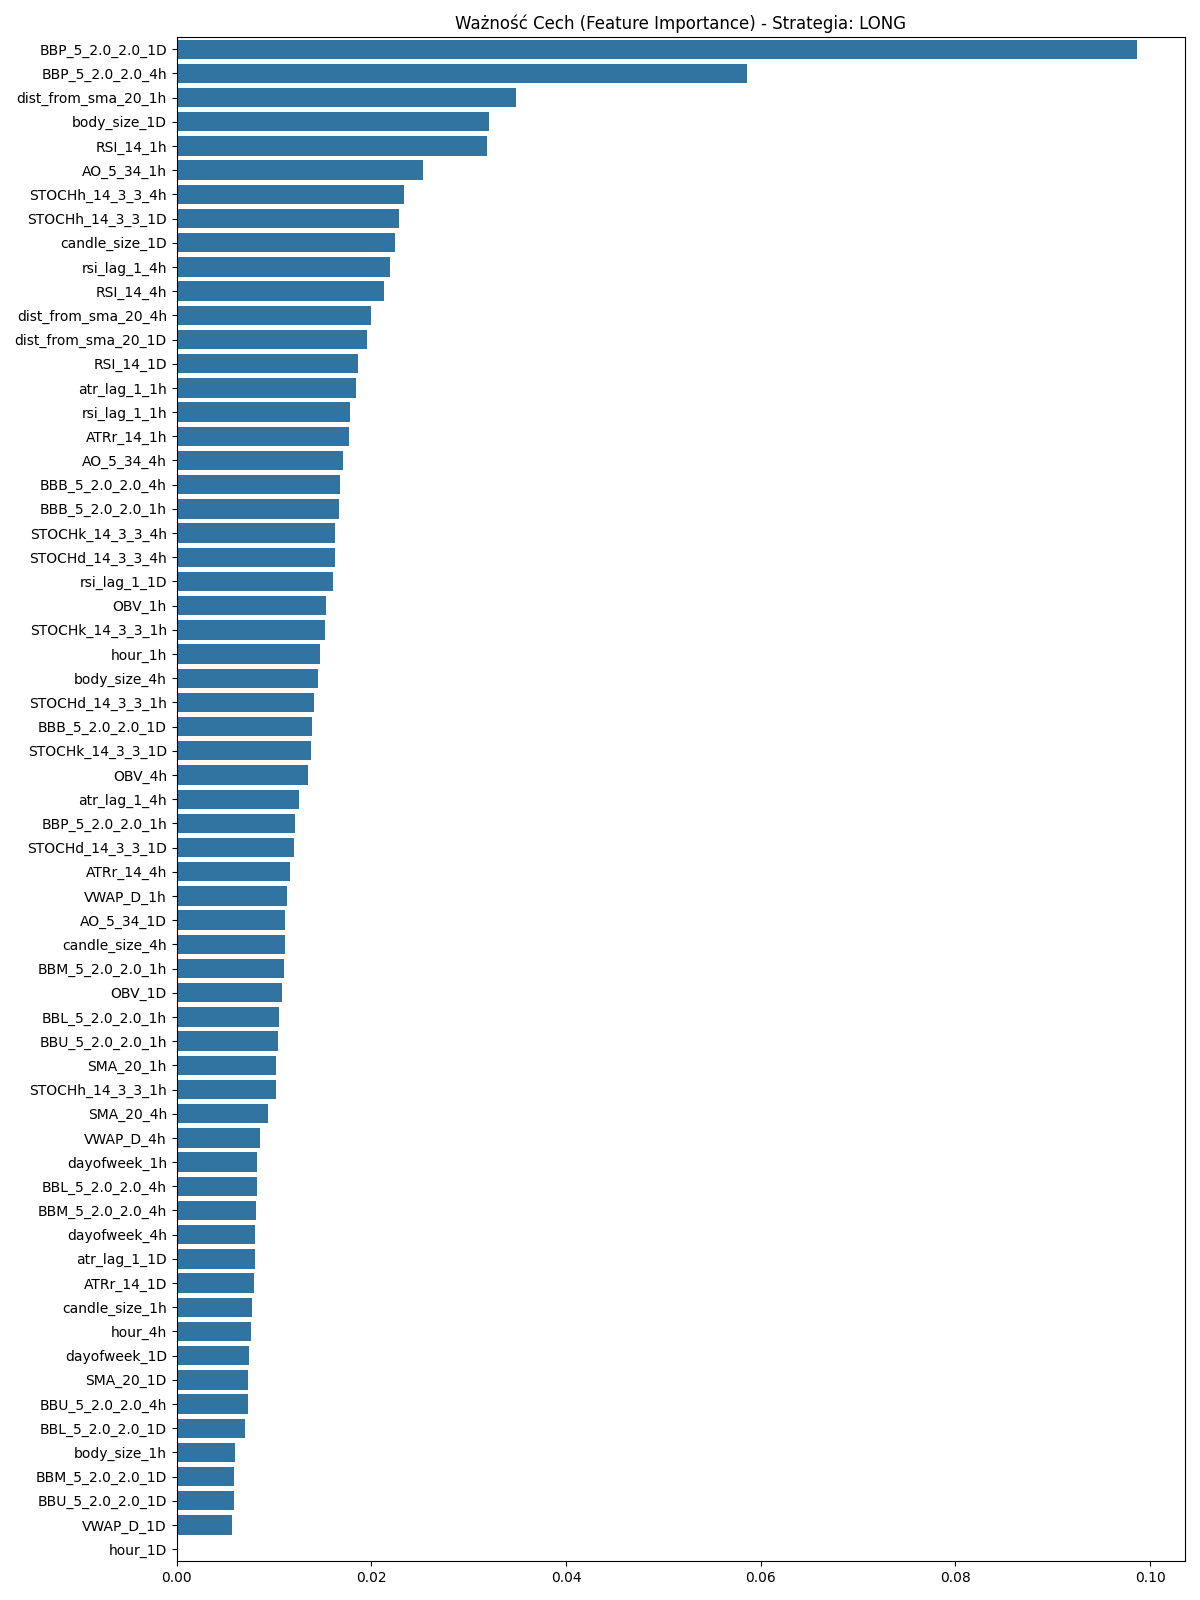 Ważność Cech (Feature Importance) - Strategia: LONG
BBP_5_2.0_2.0_1D
BBP_5_2.0_2.0_4h
dist_from_sma_20_1h
body_size_1D
RSI_14_1h
AO_5_34_1h
STOCHh_14_3_3_4h
STOCHh_14_3_3_1D
candle_size_1D
rsi_lag_1_4h
RSI_14_4h
dist_from_sma_20_4h
dist_from_sma_20_1D
RSI_14_1D
atr_lag_1_1h
rsi_lag_1_1h
ATRr_14_1h
AO_5_34_4h
BBB_5_2.0_2.0_4h
BBB_5_2.0_2.0_1h
STOCHk_14_3_3_4h
STOCHd_14_3_3_4h
rsi_lag_1_1D
OBV_1h
STOCHk_14_3_3_1h
hour_1h
body_size_4h
STOCHd_14_3_3_1h
BBB_5_2.0_2.0_1D
STOCHk_14_3_3_1D
OBV_4h
atr_lag_1_4h
BBP_5_2.0_2.0_1h
STOCHd_14_3_3_1D
ATRr_14_4h
VWAP_D_1h
AO_5_34_1D
candle_size_4h
BBM_5_2.0_2.0_1h
OBV_1D
BBL_5_2.0_2.0_1h
BBU_5_2.0_2.0_1h
SMA_20_1h
STOCHh_14_3_3_1h
SMA_20_4h
VWAP_D_4h
dayofweek_1h
BBL_5_2.0_2.0_4h
BBM_5_2.0_2.0_4h
dayofweek_4h
atr_lag_1_1D
ATRr_14_1D
candle_size_1h
hour_4h
dayofweek_1D
SMA_20_1D
BBU_5_2.0_2.0_4h
BBL_5_2.0_2.0_1D
body_size_1h
BBM_5_2.0_2.0_1D
BBU_5_2.0_2.0_1D
VWAP_D_1D
hour_1D
0.00 0.02 0.04 0.06 0.08 0.10